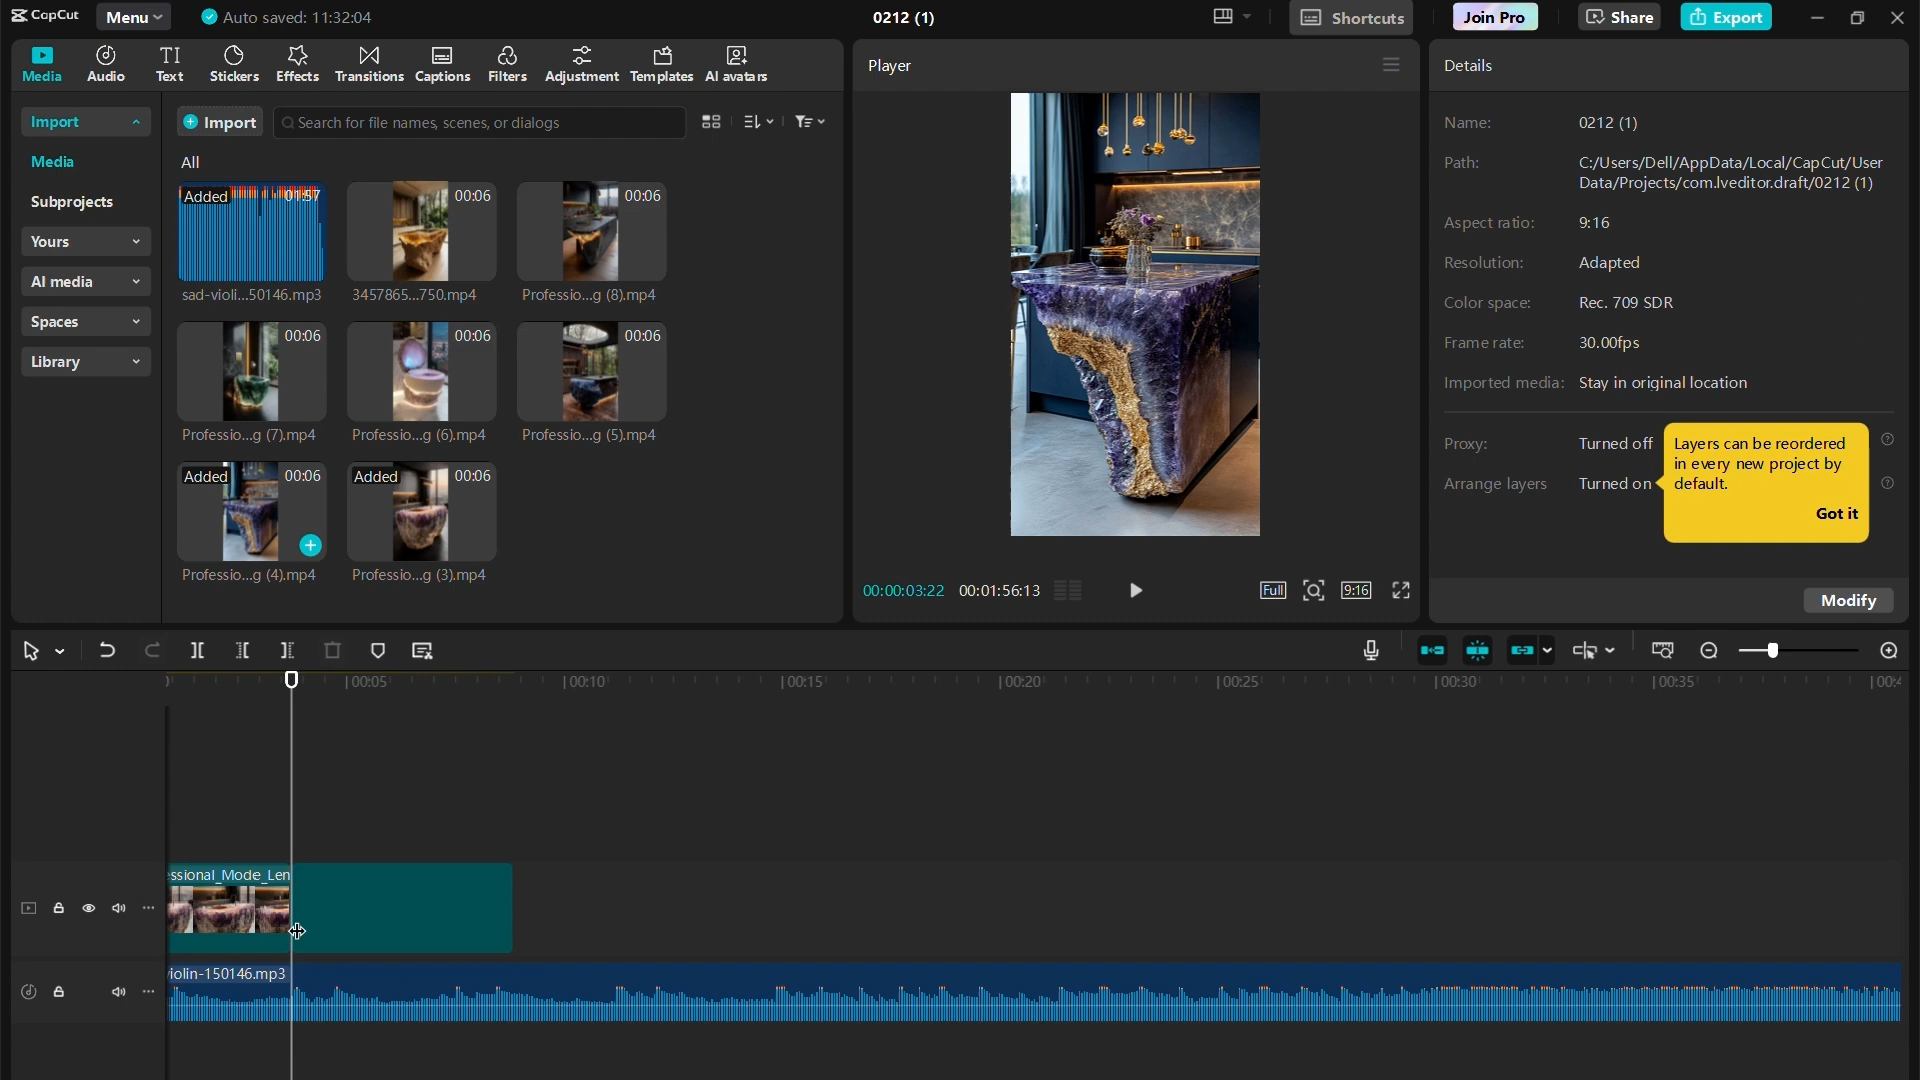 CapCut
Menu
Auto saved: 11:32:04
0212 (1)
Shortcuts
Join Pro
Share
Export
Media
Audio
Text
Stickers
Effects
Transitions
Captions
Filters
Adjustment
Templates
AI avatars
Import
Media
Subprojects
Yours
AI media
Spaces
Library
Import
Search for file names, scenes, or dialogs
All
Added
01:57
sad-violi...50146.mp3
00:06
3457865...750.mp4
00:06
Professio...g (8).mp4
00:06
Professio...g (7).mp4
00:06
Professio...g (6).mp4
00:06
Professio...g (5).mp4
Added
00:06
Professio...g (4).mp4
Added
00:06
Professio...g (3).mp4
Player
00:00:03:22
00:01:56:13
Full
9:16
Details
Name:
0212 (1)
Path:
C:/Users/Dell/AppData/Local/CapCut/User
Data/Projects/com.lveditor.draft/0212 (1)
Aspect ratio:
9:16
Resolution:
Adapted
Color space:
Rec. 709 SDR
Frame rate:
30.00fps
Imported media:
Stay in original location
Proxy:
Turned off
Arrange layers
Turned on
Layers can be reordered
in every new project by
default.
Got it
Modify
00:05
00:10
00:15
00:20
00:25
00:30
00:35
00:4
essional_Mode_Len
violin-150146.mp3